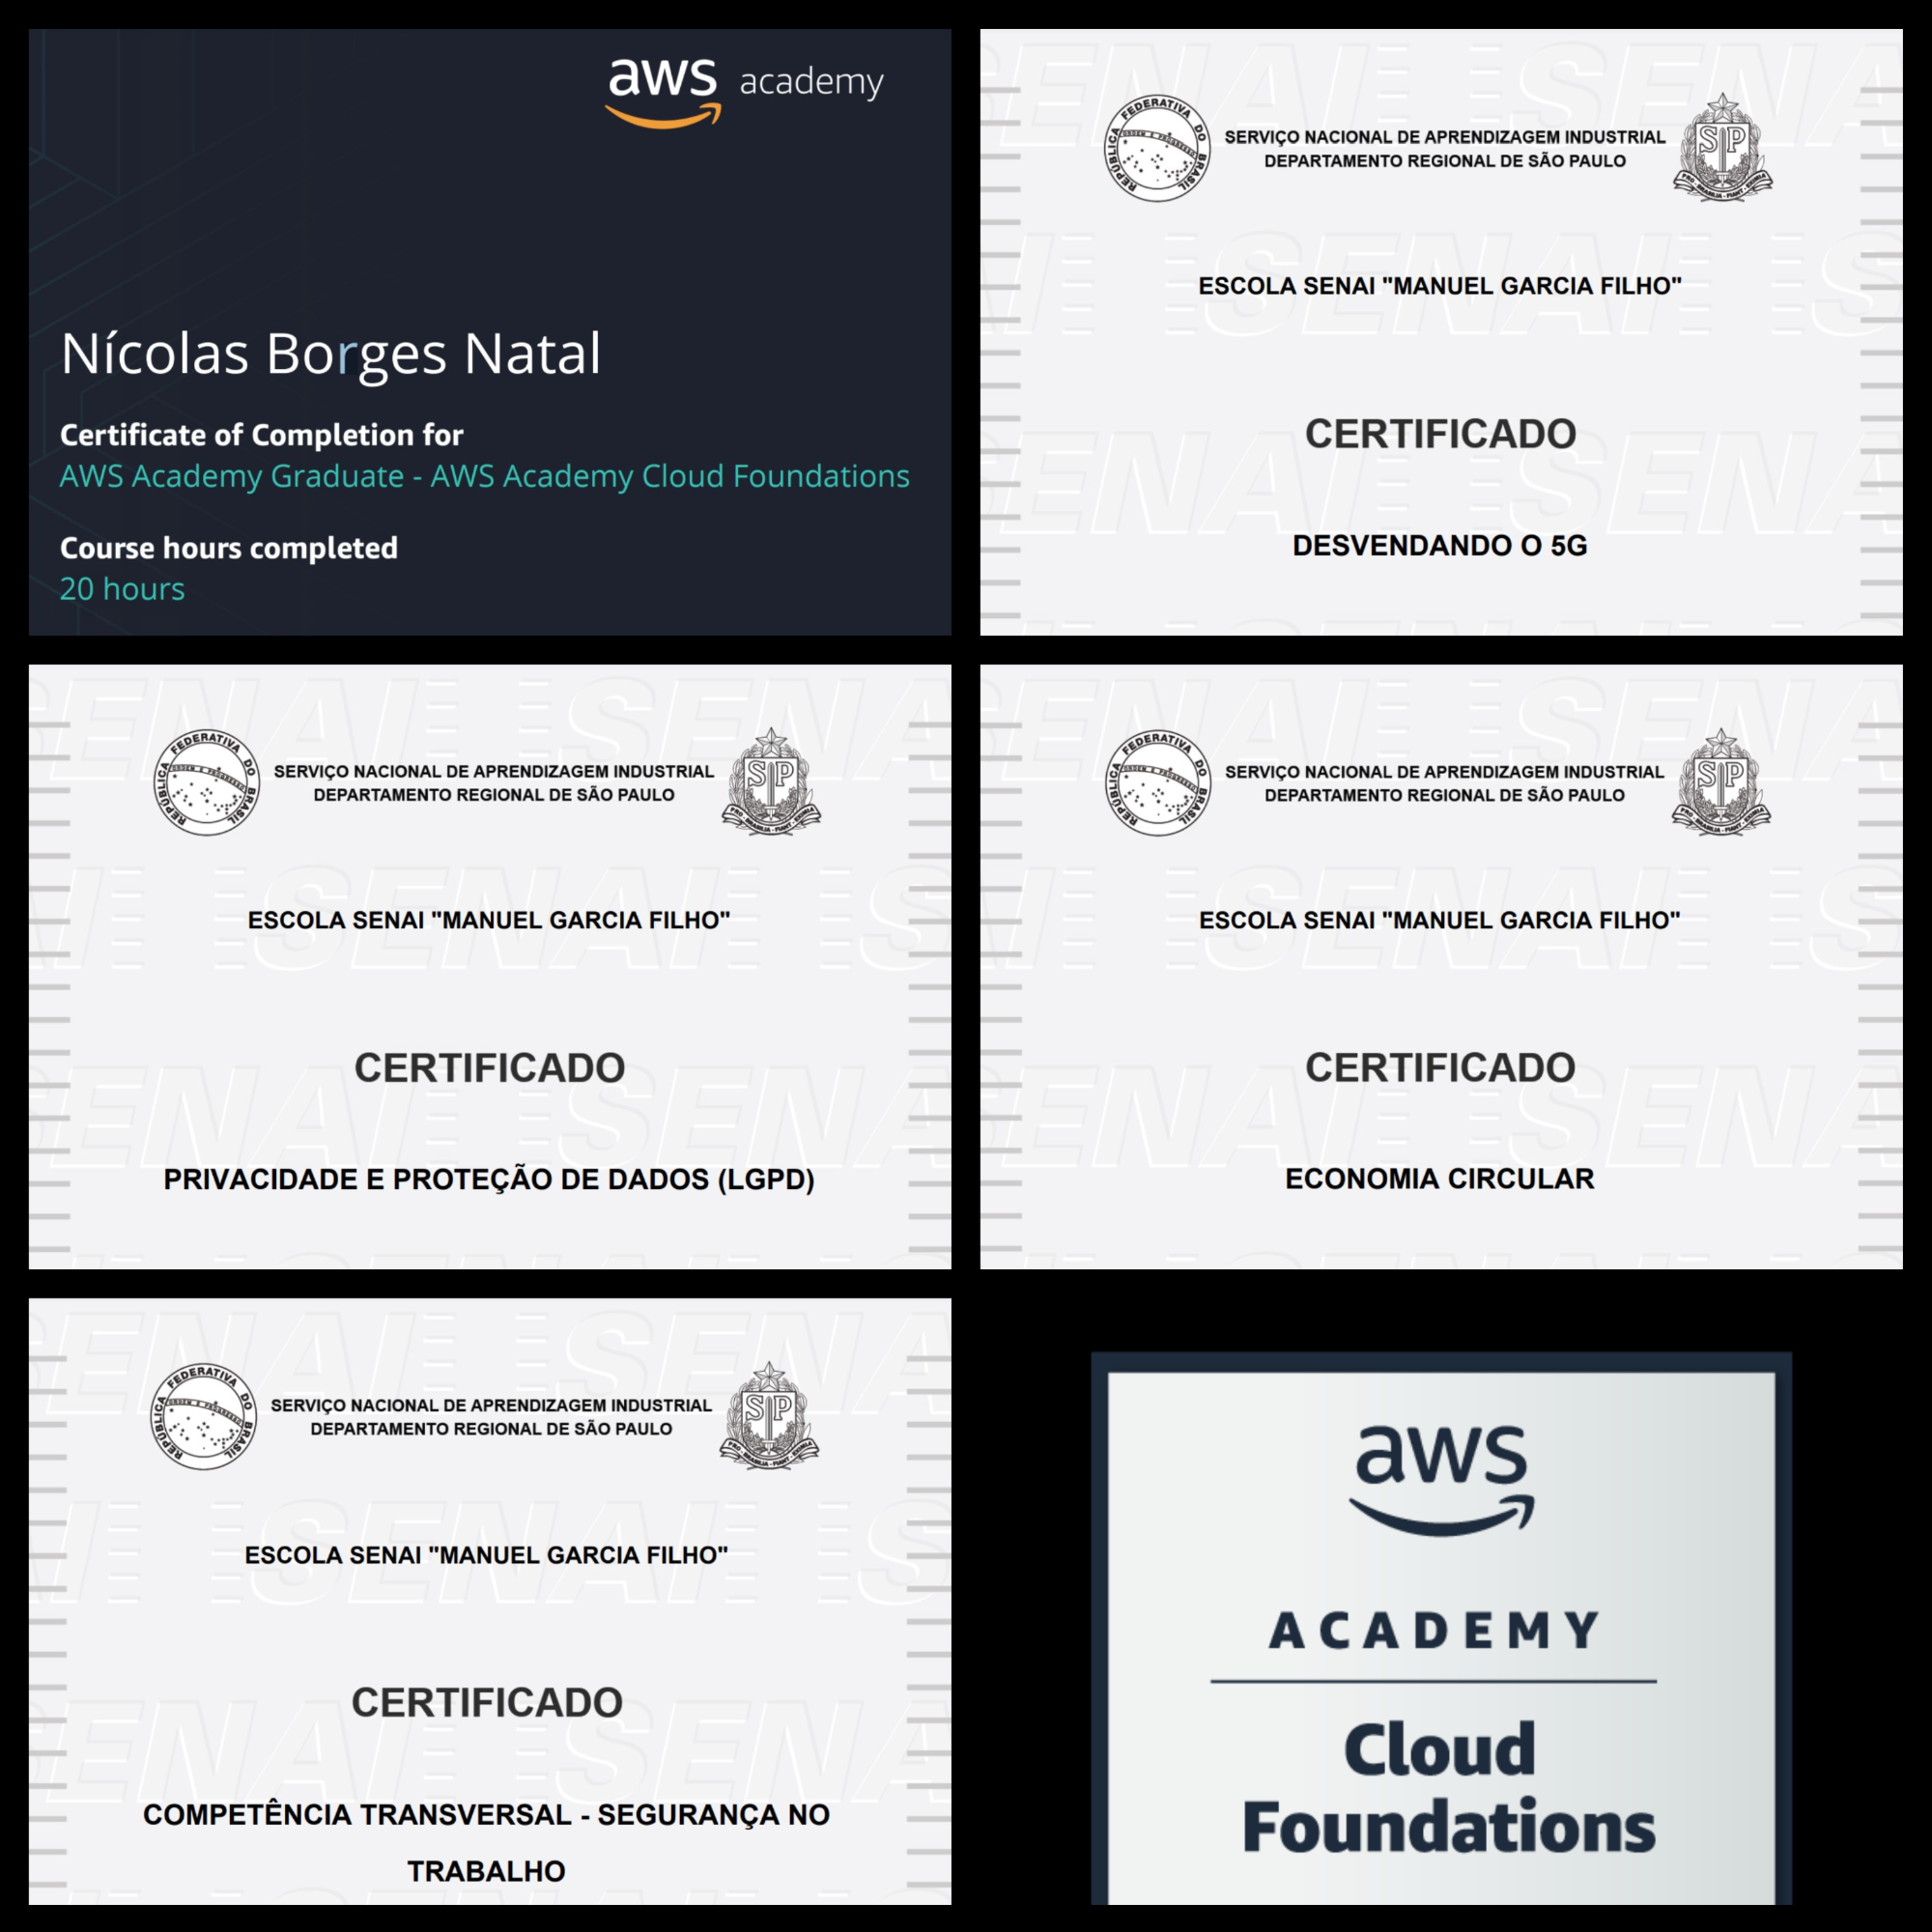 aws academy
Nícolas Borges Natal
Certificate of Completion for
AWS Academy Graduate - AWS Academy Cloud Foundations
Course hours completed
20 hours
REPÚBLICA FEDERATIVA DO BRASIL
ORDEM E PROGRESSO
SERVIÇO NACIONAL DE APRENDIZAGEM INDUSTRIAL
DEPARTAMENTO REGIONAL DE SÃO PAULO
SP
ESCOLA SENAI "MANUEL GARCIA FILHO"
CERTIFICADO
DESVENDANDO O 5G
SENAI
REPÚBLICA FEDERATIVA DO BRASIL
ORDEM E PROGRESSO
SERVIÇO NACIONAL DE APRENDIZAGEM INDUSTRIAL
DEPARTAMENTO REGIONAL DE SÃO PAULO
SP
ESCOLA SENAI "MANUEL GARCIA FILHO"
CERTIFICADO
PRIVACIDADE E PROTEÇÃO DE DADOS (LGPD)
SENAI
REPÚBLICA FEDERATIVA DO BRASIL
ORDEM E PROGRESSO
SERVIÇO NACIONAL DE APRENDIZAGEM INDUSTRIAL
DEPARTAMENTO REGIONAL DE SÃO PAULO
SP
ESCOLA SENAI "MANUEL GARCIA FILHO"
CERTIFICADO
ECONOMIA CIRCULAR
SENAI
REPÚBLICA FEDERATIVA DO BRASIL
ORDEM E PROGRESSO
SERVIÇO NACIONAL DE APRENDIZAGEM INDUSTRIAL
DEPARTAMENTO REGIONAL DE SÃO PAULO
SP
ESCOLA SENAI "MANUEL GARCIA FILHO"
CERTIFICADO
COMPETÊNCIA TRANSVERSAL - SEGURANÇA NO
TRABALHO
SENAI
aws
ACADEMY
Cloud
Foundations